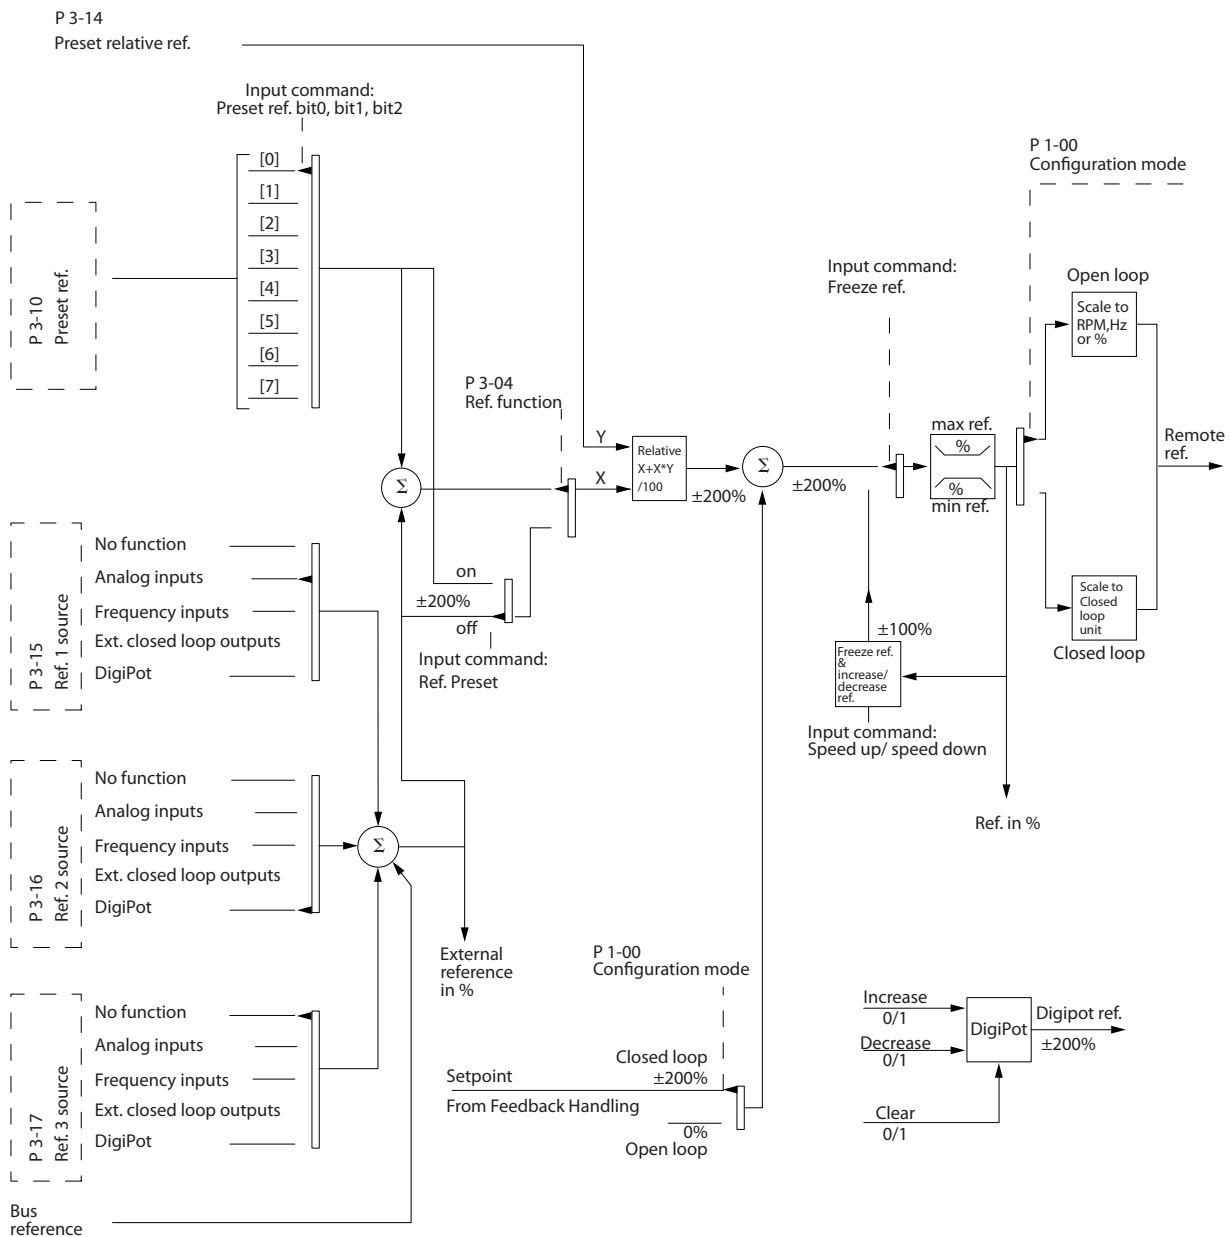 P 3-14
Preset relative ref.
Input command:
Preset ref. bit0, bit1, bit2
[0]
[1]
[2]
[3]
[4]
[5]
[6]
[7]
P 3-10
Preset ref.
P 1-00
Configuration mode
Input command:
Freeze ref.
Open loop
Scale to
RPM,Hz
or %
P 3-04
Ref. function
Y
X
Relative
X+X*Y
/100
±200%
Σ
±200%
max ref.
%
%
min ref.
Remote
ref.
Σ
on
±200%
off
Input command:
Ref. Preset
No function
Analog inputs
Frequency inputs
Ext. closed loop outputs
DigiPot
P 3-15
Ref. 1 source
±100%
Freeze ref.
&
increase/
decrease
ref.
Input command:
Speed up/ speed down
Scale to
Closed
loop
unit
Closed loop
Ref. in %
No function
Analog inputs
Frequency inputs
Ext. closed loop outputs
DigiPot
P 3-16
Ref. 2 source
Σ
External
reference
in %
P 1-00
Configuration mode
Closed loop
±200%
Setpoint
From Feedback Handling
0%
Open loop
Increase
0/1
Decrease
0/1
Clear
0/1
DigiPot
Digipot ref.
±200%
No function
Analog inputs
Frequency inputs
Ext. closed loop outputs
DigiPot
P 3-17
Ref. 3 source
Bus
reference